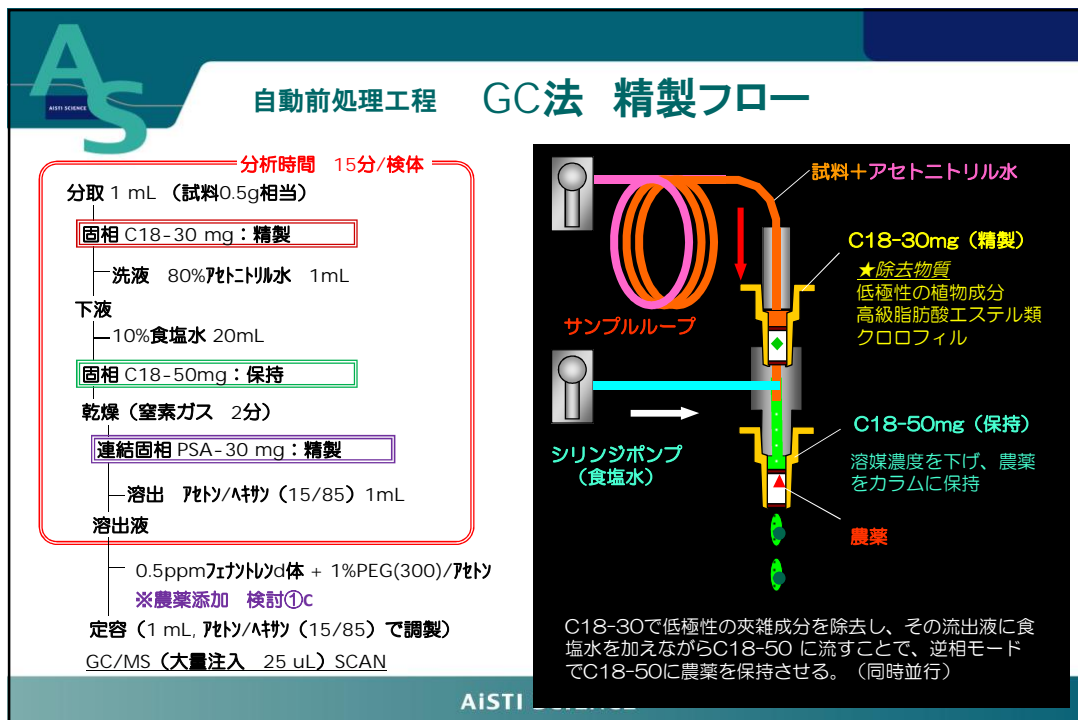 AS
AISTI SCIENCE
自動前処理工程 GC法 精製フロー
分析時間 15分/検体
分取 1 mL （試料0.5g相当）
固相 C18-30 mg：精製
洗液 80%ｱｾﾄﾆﾄﾘﾙ水 1mL
下液
10%食塩水 20mL
固相 C18-50mg：保持
乾燥（窒素ガス 2分）
連結固相 PSA-30 mg：精製
溶出 ｱｾﾄﾝ/ﾍｷｻﾝ（15/85）1mL
溶出液
0.5ppmﾌｪﾅﾝﾄﾚﾝd体 + 1%PEG(300)/ｱｾﾄﾝ
※農薬添加 検討①c
定容（1 mL, ｱｾﾄﾝ/ﾍｷｻﾝ（15/85）で調製）
GC/MS（大量注入 25 uL）SCAN
試料＋アセトニトリル水
C18-30mg（精製）
★除去物質
低極性の植物成分
高級脂肪酸エステル類
クロロフィル
サンプルループ
シリンジポンプ
（食塩水）
C18-50mg（保持）
溶媒濃度を下げ、農薬
をカラムに保持
農薬
C18-30で低極性の夾雑成分を除去し、その流出液に食
塩水を加えながらC18-50 に流すことで、逆相モード
でC18-50に農薬を保持させる。（同時並行）
AiSTI SCIENCE